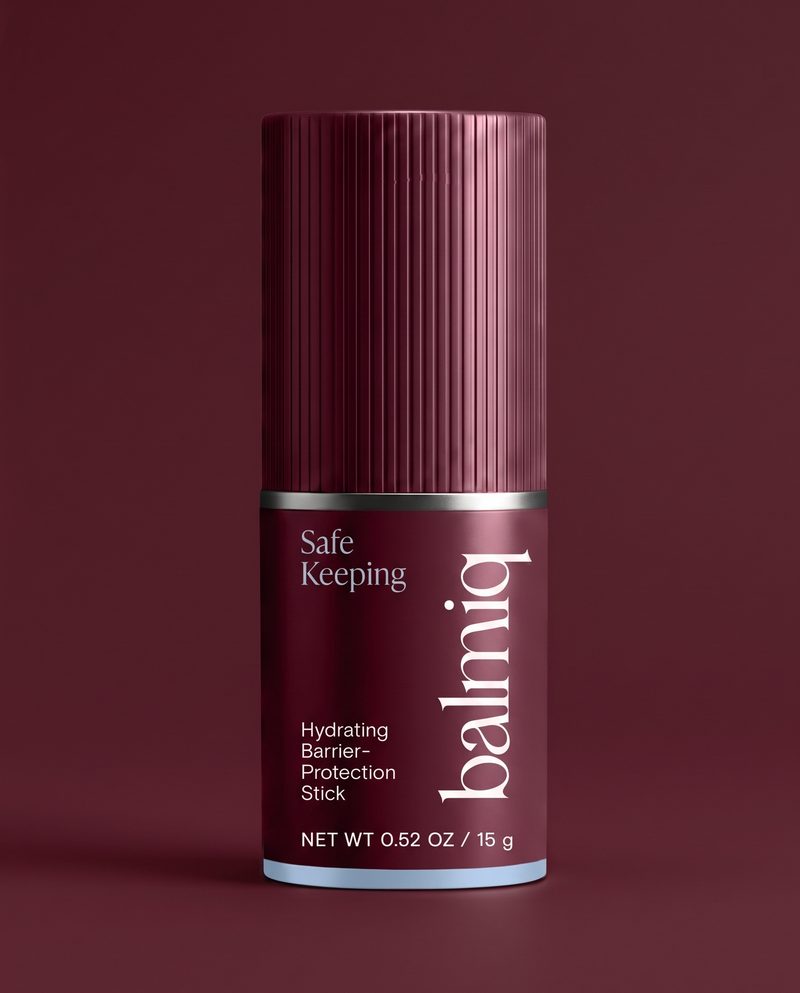 Safe
Keeping
balmiq
Hydrating
Barrier-
Protection
Stick
NET WT 0.52 OZ / 15 g